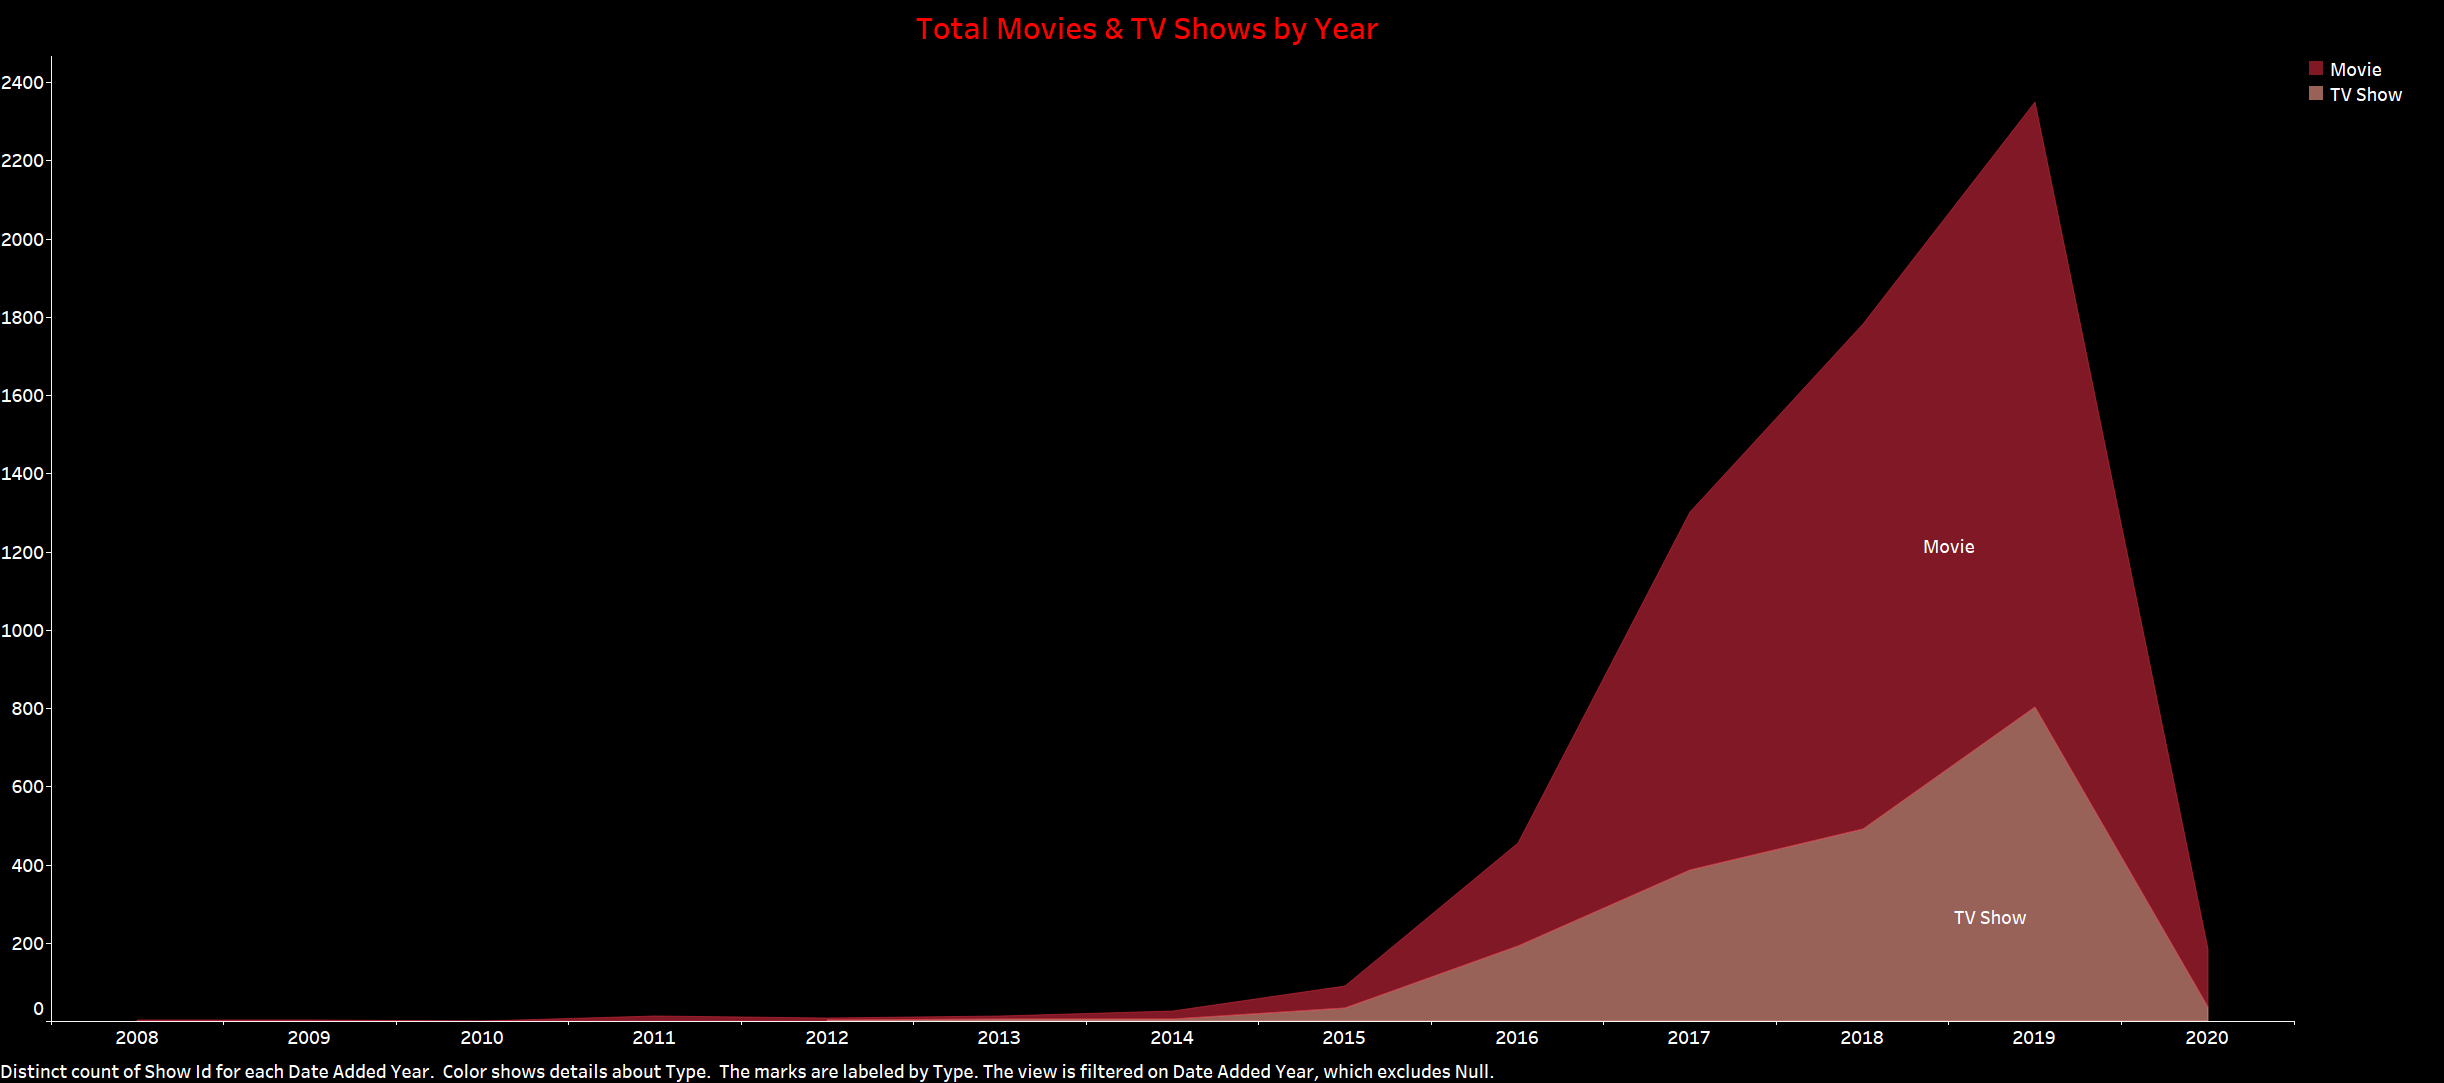 Total Movies & TV Shows by Year
Movie
TV Show
2400
2200
2000
1800
1600
1400
1200
1000
800
600
400
200
0
Movie
TV Show
2008 2009 2010 2011 2012 2013 2014 2015 2016 2017 2018 2019 2020
Distinct count of Show Id for each Date Added Year.  Color shows details about Type.  The marks are labeled by Type. The view is filtered on Date Added Year, which excludes Null.